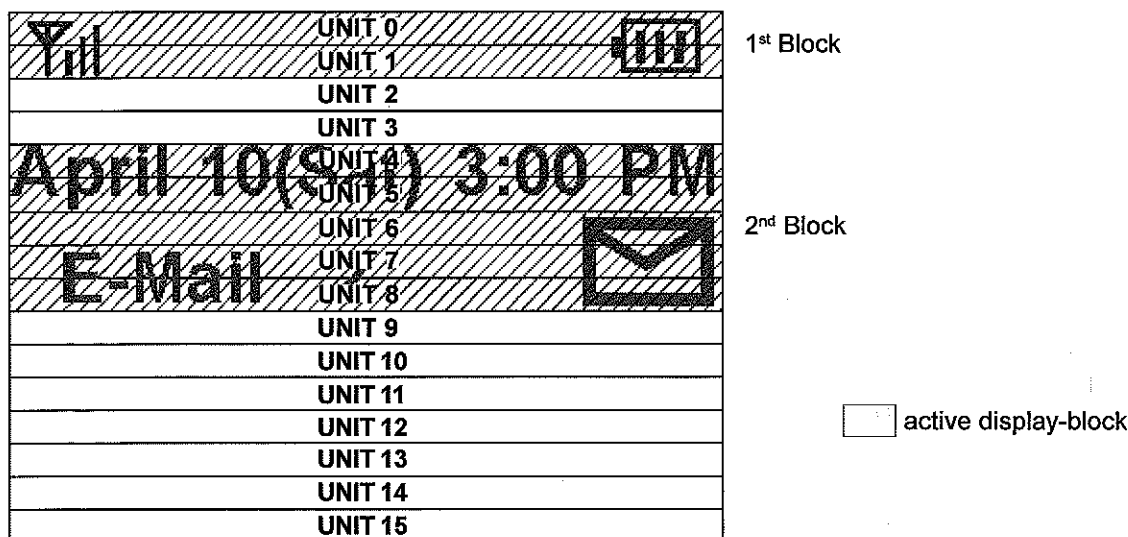 UNIT 0
1st Block
UNIT 1
UNIT 2
UNIT 3
April 10(Sat) 3:00 PM
UNIT 4
UNIT 5
UNIT 6
2nd Block
E-Mail
UNIT 7
UNIT 8
UNIT 9
UNIT 10
UNIT 11
active display-block
UNIT 12
UNIT 13
UNIT 14
UNIT 15